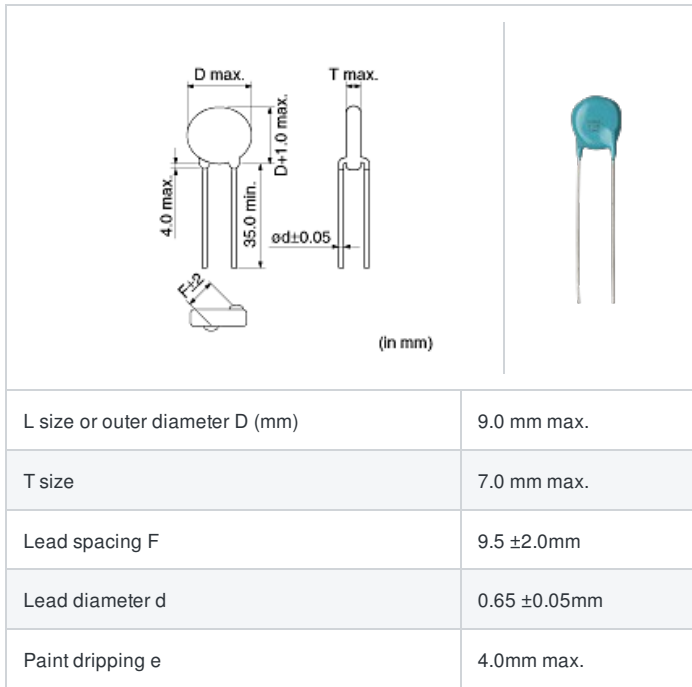 D max.
T max.
D+1.0 max.
4.0 max.
35.0 min.
ød±0.05
F±2
(in mm)
L size or outer diameter D (mm) 9.0 mm max.
T size 7.0 mm max.
Lead spacing F 9.5 ±2.0mm
Lead diameter d 0.65 ±0.05mm
Paint dripping e 4.0mm max.